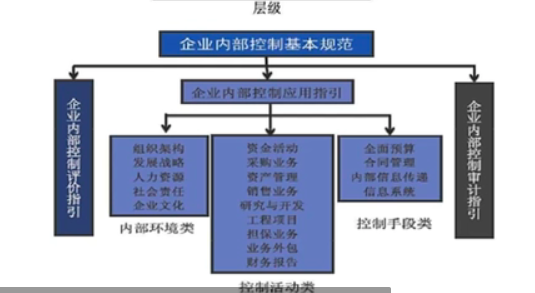 层级
企业内部控制基本规范
企业内部控制评价指引
企业内部控制应用指引
企业内部控制审计指引
组织架构
发展战略
人力资源
社会责任
企业文化
内部环境类
资金活动
采购业务
资产管理
销售业务
研究与开发
工程项目
担保业务
业务外包
财务报告
控制活动类
全面预算
合同管理
内部信息传递
信息系统
控制手段类